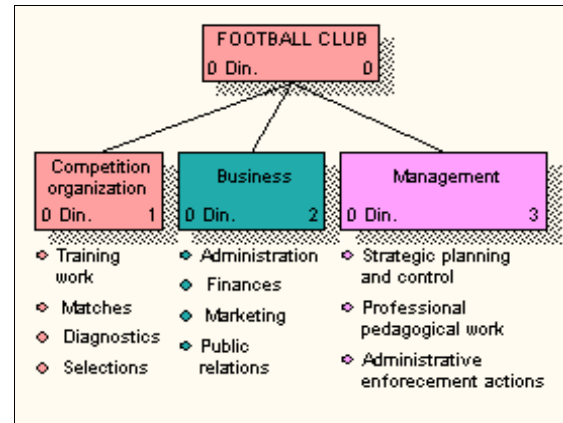 FOOTBALL CLUB
0 Din. 0
Competition
organization
0 Din. 1
Business
0 Din. 2
Management
0 Din. 3
Training
work
Matches
Diagnostics
Selections
Administration
Finances
Marketing
Public
relations
Strategic planning
and control
Professional
pedagogical work
Administrative
enforecement actions